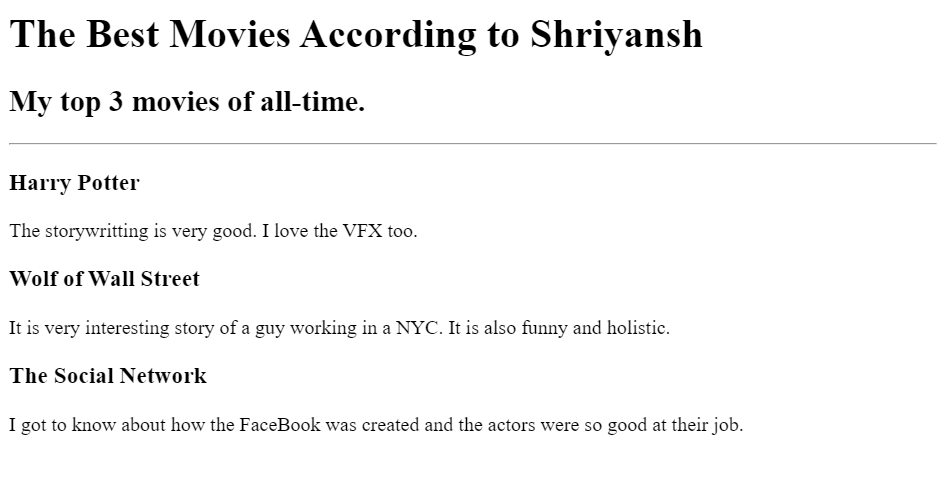 The Best Movies According to Shriyansh
My top 3 movies of all-time.
Harry Potter
The storywritting is very good. I love the VFX too.
Wolf of Wall Street
It is very interesting story of a guy working in a NYC. It is also funny and holistic.
The Social Network
I got to know about how the FaceBook was created and the actors were so good at their job.